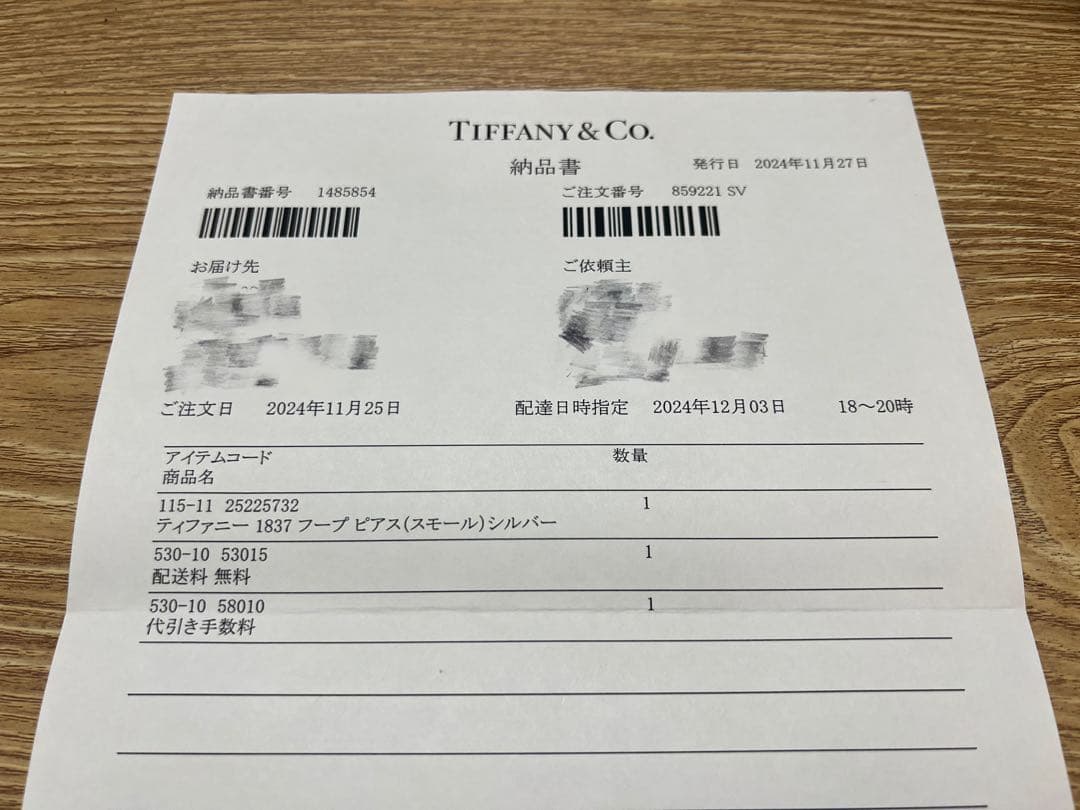 TIFFANY & CO.
納品書
発行日 2024年11月27日
納品書番号 1485854
ご注文番号 859221 SV
お届け先
ご依頼主
ご注文日 2024年11月25日
配達日時指定 2024年12月03日 18～20時
アイテムコード 数量
商品名
115-11 25225732 1
ティファニー 1837 フープ ピアス(スモール)シルバー
530-10 53015 1
配送料 無料
530-10 58010 1
代引き手数料